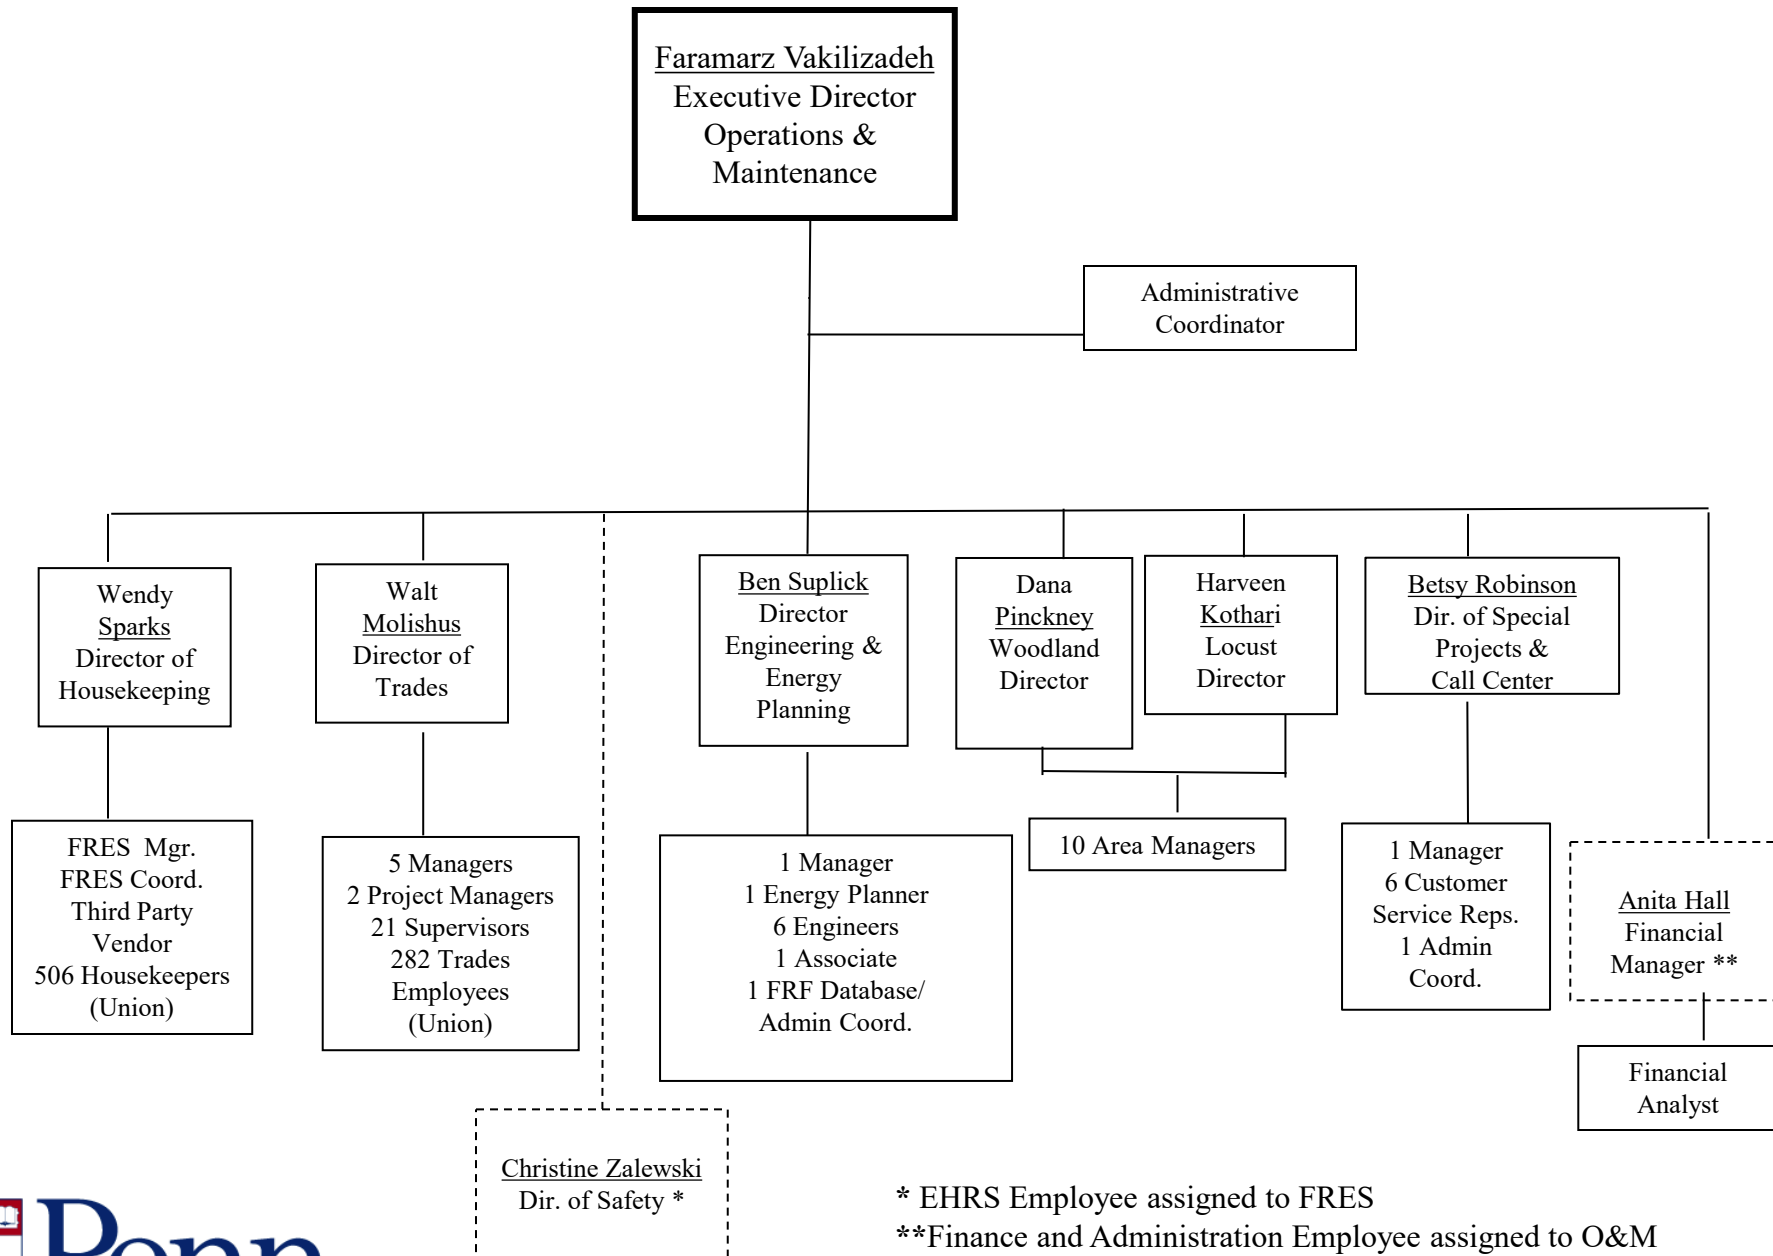 Faramarz Vakilizadeh
Executive Director
Operations &
Maintenance
Administrative
Coordinator
Wendy
Sparks
Director of
Housekeeping
Walt
Molishus
Director of
Trades
Ben Suplick
Director
Engineering &
Energy
Planning
Dana
Pinckney
Woodland
Director
Harveen
Kothari
Locust
Director
Betsy Robinson
Dir. of Special
Projects &
Call Center
FRES Mgr.
FRES Coord.
Third Party
Vendor
506 Housekeepers
(Union)
5 Managers
2 Project Managers
21 Supervisors
282 Trades
Employees
(Union)
1 Manager
1 Energy Planner
6 Engineers
1 Associate
1 FRF Database/
Admin Coord.
10 Area Managers
1 Manager
6 Customer
Service Reps.
1 Admin
Coord.
Anita Hall
Financial
Manager **
Financial
Analyst
Christine Zalewski
Dir. of Safety *
* EHRS Employee assigned to FRES
**Finance and Administration Employee assigned to O&M
Penn